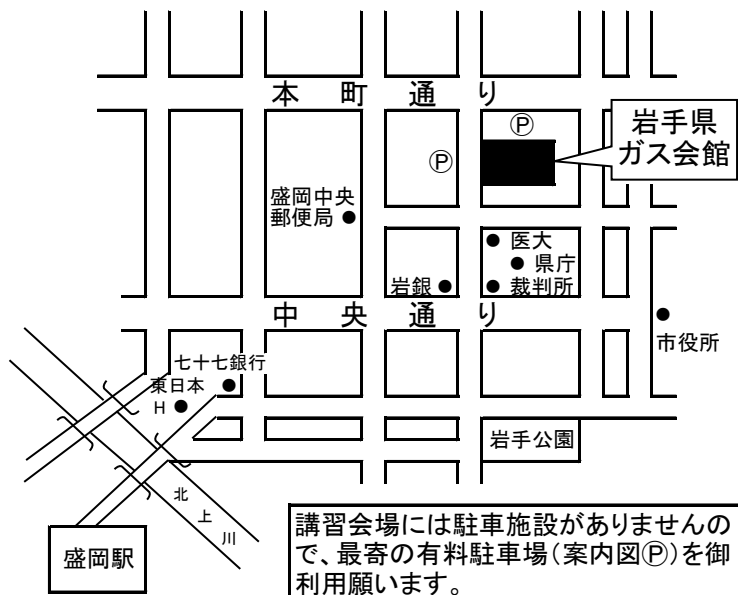 本町通り
Ⓟ
岩手県
ガス会館
Ⓟ
盛岡中央
郵便局
医大
県庁
裁判所
岩銀
中央通り
市役所
七十七銀行
東日本
H
岩手公園
北上川
盛岡駅
講習会場には駐車施設がありませんの
で、最寄の有料駐車場(案内図Ⓟ)を御
利用願います。